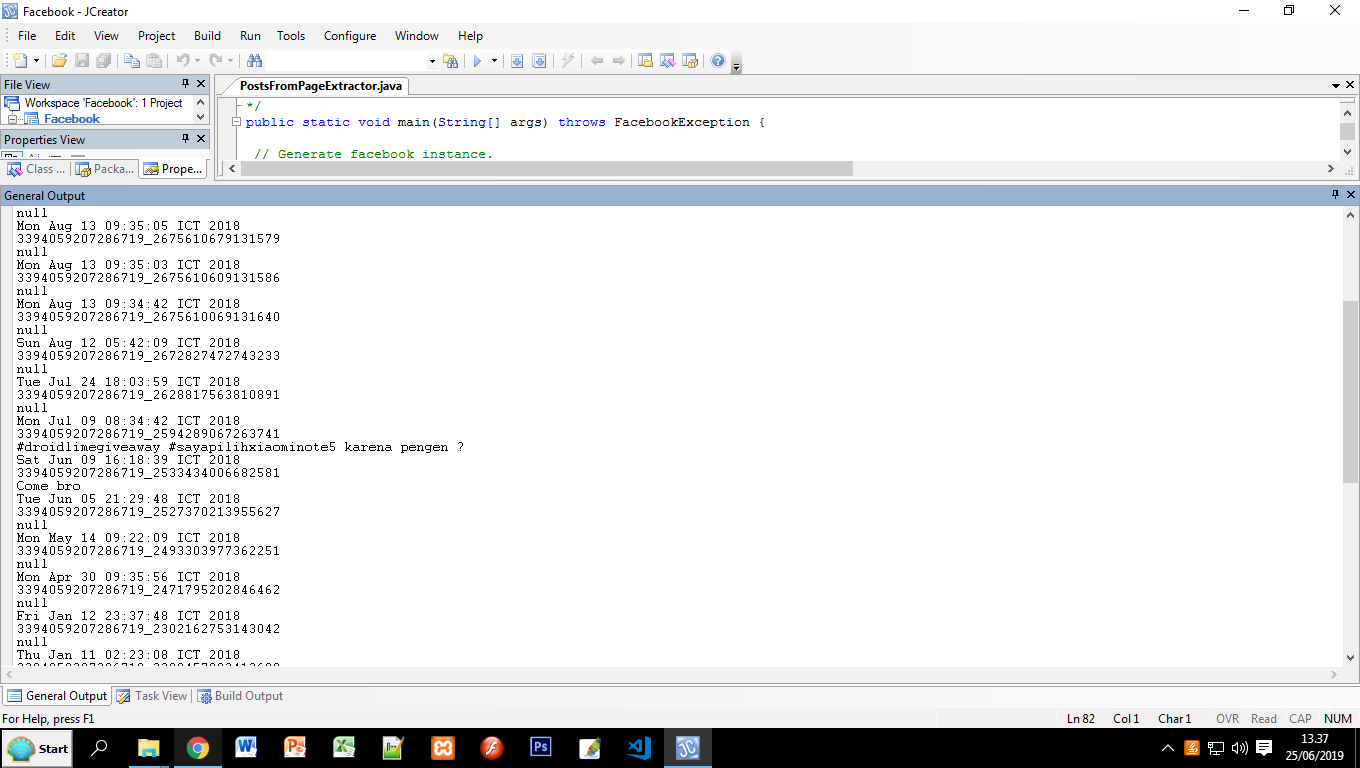 Facebook - JCreator
File Edit View Project Build Run Tools Configure Window Help
File View
Workspace 'Facebook': 1 Project
Facebook
Properties View
Class ... Packa... Prope...
PostsFromPageExtractor.java
*/
public static void main(String[] args) throws FacebookException {
// Generate facebook instance.
General Output
null
Mon Aug 13 09:35:05 ICT 2018
3394059207286719_2675610679131579
null
Mon Aug 13 09:35:03 ICT 2018
3394059207286719_2675610609131586
null
Mon Aug 13 09:34:42 ICT 2018
3394059207286719_2675610069131640
null
Sun Aug 12 05:42:09 ICT 2018
3394059207286719_2672827472743233
null
Tue Jul 24 18:03:59 ICT 2018
3394059207286719_2628817563810891
null
Mon Jul 09 08:34:42 ICT 2018
3394059207286719_2594289067263741
#droidlimegiveaway #sayapilihxiaominote5 karena pengen ?
Sat Jun 09 16:18:39 ICT 2018
3394059207286719_2533434006682581
Come bro
Tue Jun 05 21:29:48 ICT 2018
3394059207286719_2527370213955627
null
Mon May 14 09:22:09 ICT 2018
3394059207286719_2493303977362251
null
Mon Apr 30 09:35:56 ICT 2018
3394059207286719_2471795202846462
null
Fri Jan 12 23:37:48 ICT 2018
3394059207286719_2302162753143042
null
Thu Jan 11 02:23:08 ICT 2018
General Output Task View Build Output
For Help, press F1
Ln 82 Col 1 Char 1 OVR Read CAP NUM
Start
13.37
25/06/2019